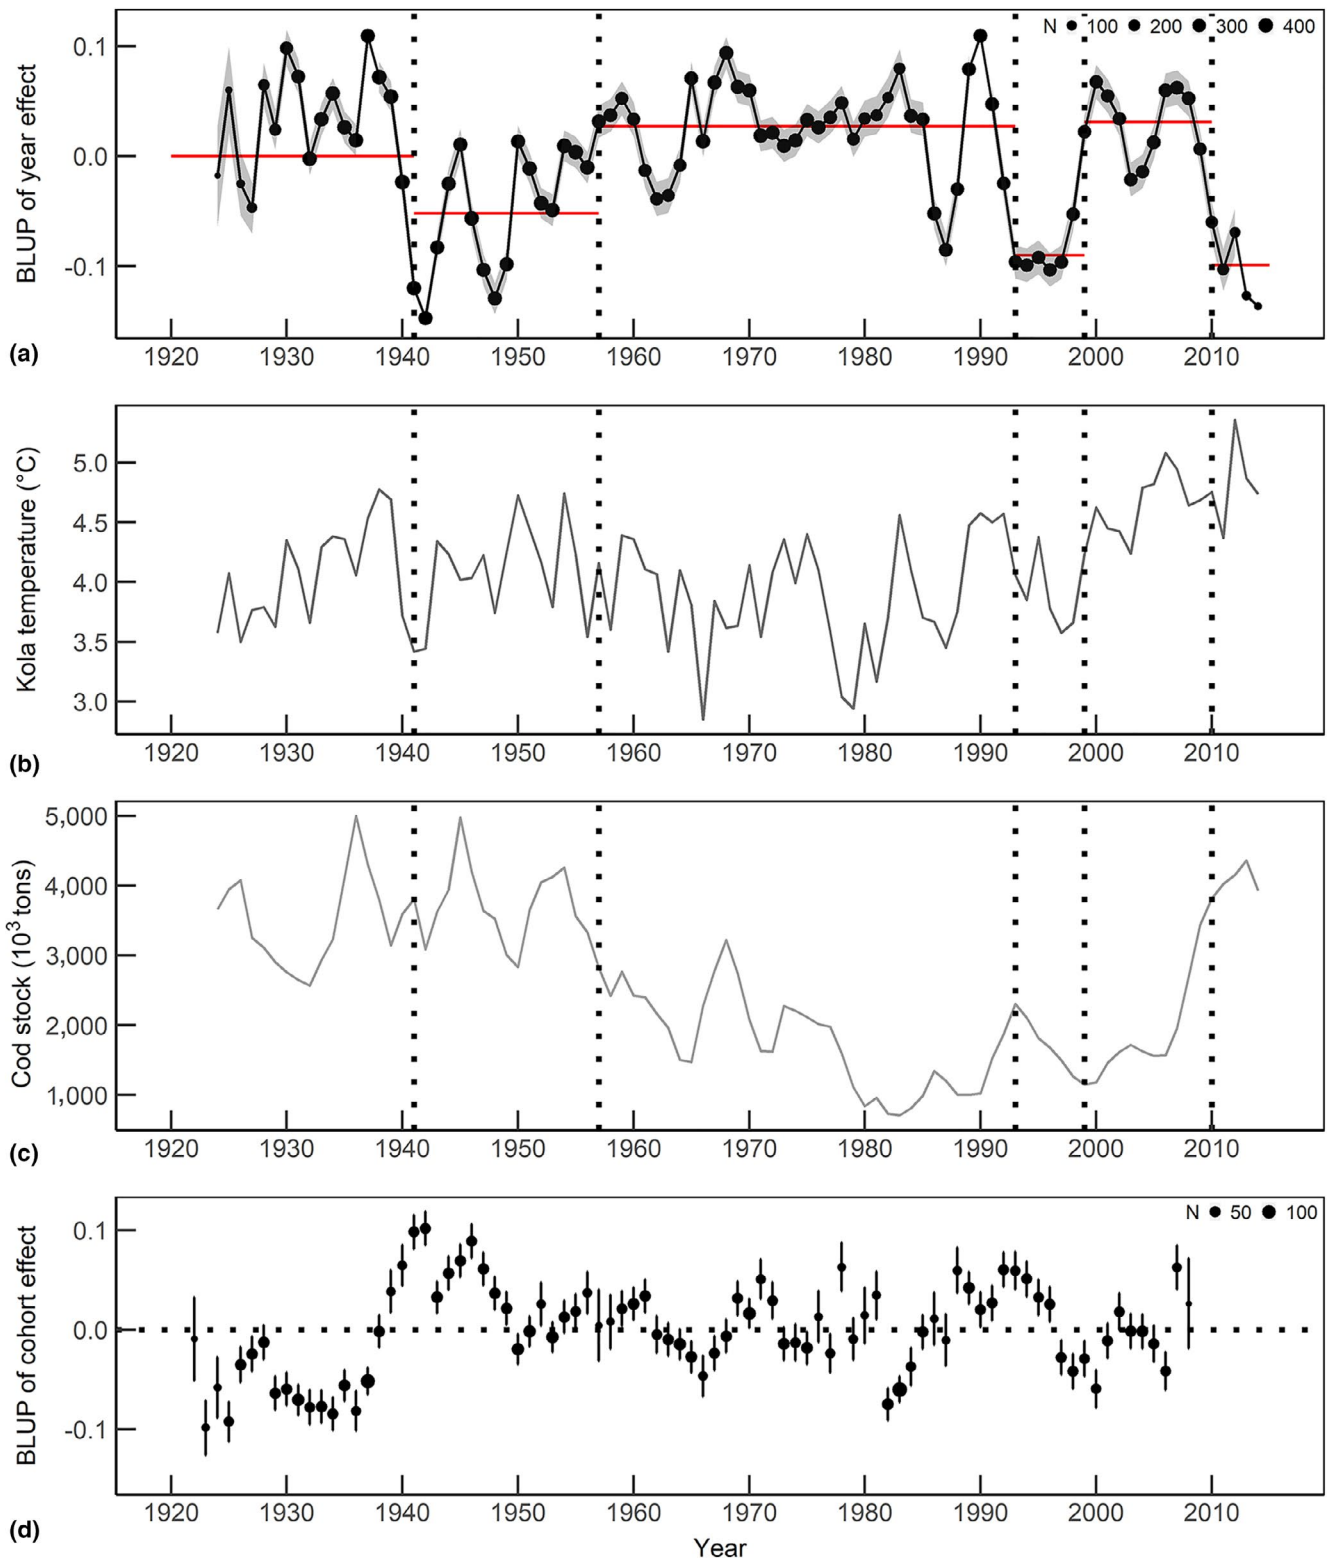 N 100 200 300 400
BLUP of year effect
0.1
0.0
-0.1
(a)
1920 1930 1940 1950 1960 1970 1980 1990 2000 2010
Kola temperature (°C)
5.0
4.5
4.0
3.5
3.0
(b)
1920 1930 1940 1950 1960 1970 1980 1990 2000 2010
Cod stock (10³ tons)
5,000
4,000
3,000
2,000
1,000
(c)
1920 1930 1940 1950 1960 1970 1980 1990 2000 2010
N 50 100
BLUP of cohort effect
0.1
0.0
-0.1
(d)
1920 1930 1940 1950 1960 1970 1980 1990 2000 2010
Year